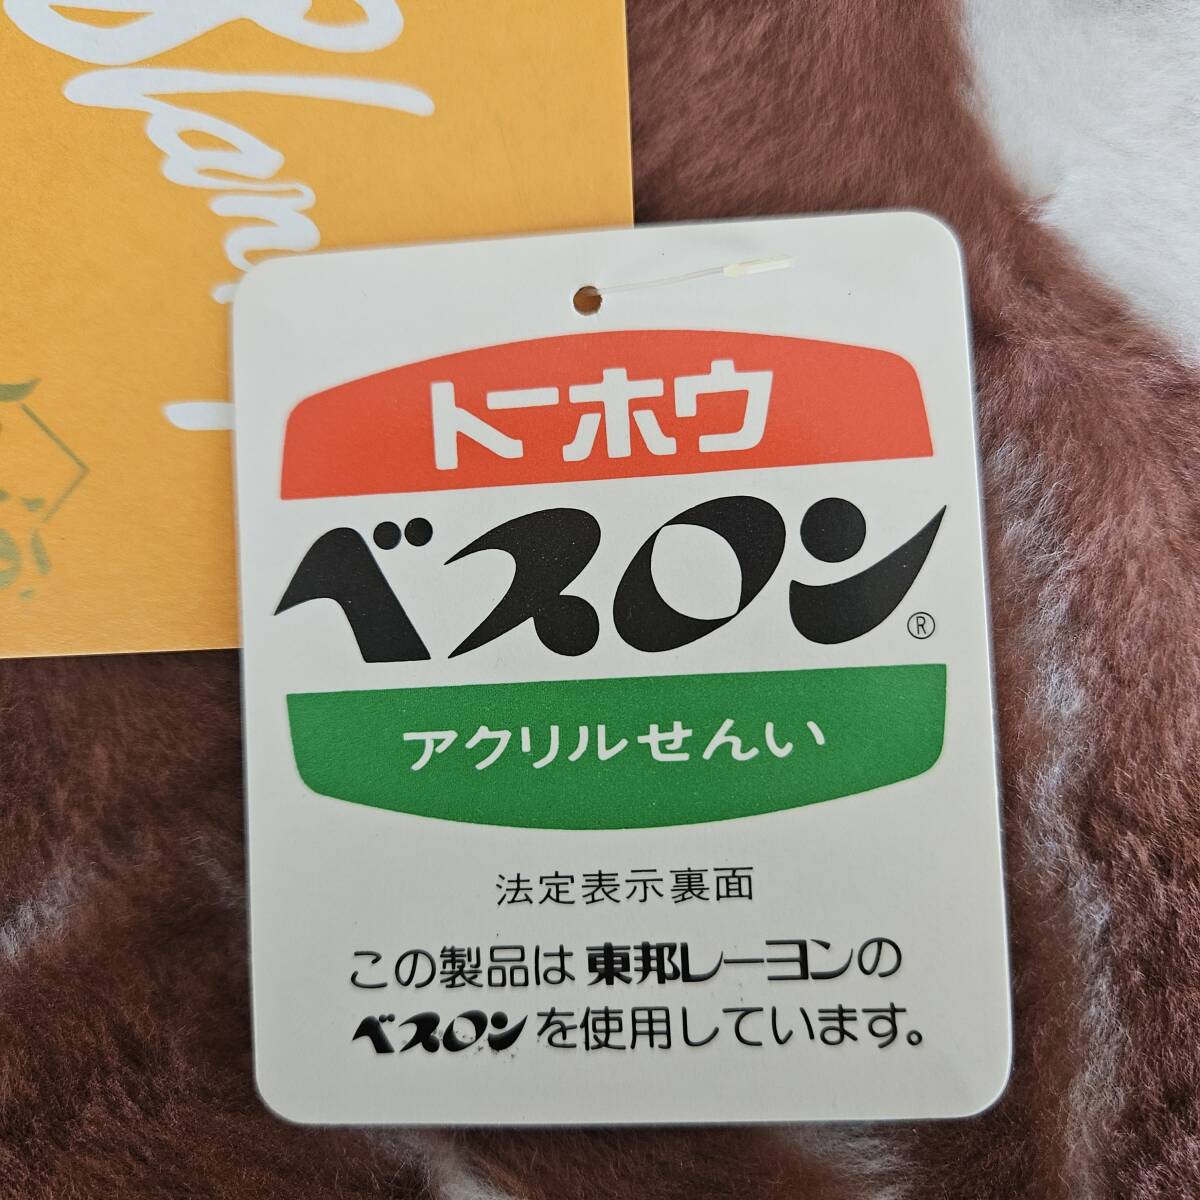 トーホウ
ベスロン®
アクリルせんい
法定表示裏面
この製品は東邦レーヨンの
ベスロンを使用しています。